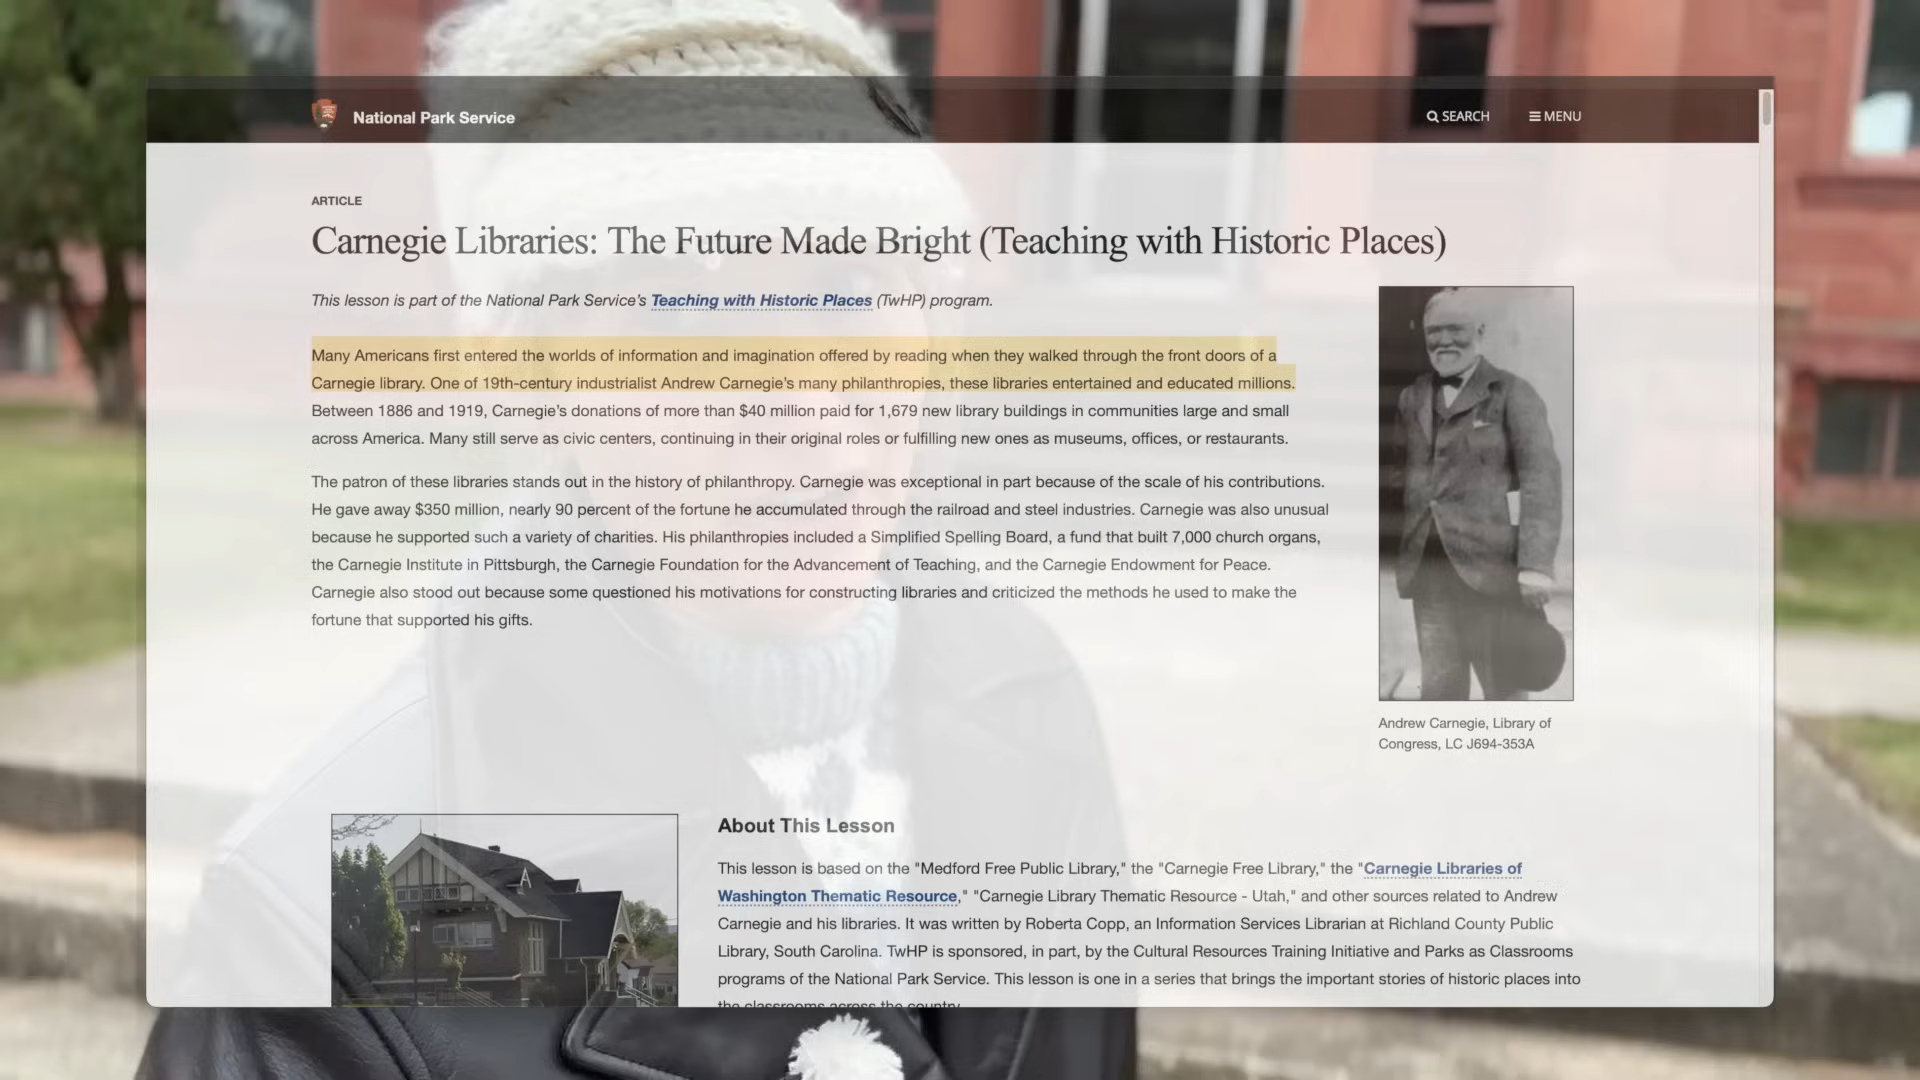 National Park Service
SEARCH
MENU
ARTICLE
Carnegie Libraries: The Future Made Bright (Teaching with Historic Places)
This lesson is part of the National Park Service's Teaching with Historic Places (TwHP) program.
Many Americans first entered the worlds of information and imagination offered by reading when they walked through the front doors of a
Carnegie library. One of 19th-century industrialist Andrew Carnegie's many philanthropies, these libraries entertained and educated millions.
Between 1886 and 1919, Carnegie's donations of more than $40 million paid for 1,679 new library buildings in communities large and small
across America. Many still serve as civic centers, continuing in their original roles or fulfilling new ones as museums, offices, or restaurants.
The patron of these libraries stands out in the history of philanthropy. Carnegie was exceptional in part because of the scale of his contributions.
He gave away $350 million, nearly 90 percent of the fortune he accumulated through the railroad and steel industries. Carnegie was also unusual
because he supported such a variety of charities. His philanthropies included a Simplified Spelling Board, a fund that built 7,000 church organs,
the Carnegie Institute in Pittsburgh, the Carnegie Foundation for the Advancement of Teaching, and the Carnegie Endowment for Peace.
Carnegie also stood out because some questioned his motivations for constructing libraries and criticized the methods he used to make the
fortune that supported his gifts.
Andrew Carnegie, Library of
Congress, LC J694-353A
About This Lesson
This lesson is based on the "Medford Free Public Library," the "Carnegie Free Library," the "Carnegie Libraries of
Washington Thematic Resource," "Carnegie Library Thematic Resource - Utah," and other sources related to Andrew
Carnegie and his libraries. It was written by Roberta Copp, an Information Services Librarian at Richland County Public
Library, South Carolina. TwHP is sponsored, in part, by the Cultural Resources Training Initiative and Parks as Classrooms
programs of the National Park Service. This lesson is one in a series that brings the important stories of historic places into
the classrooms across the country.